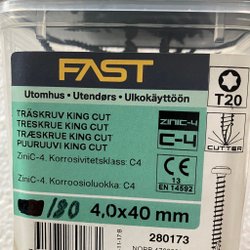 FAST
Utomhus • Utendørs • Ulkokäyttöön
T20
TRÄSKRUV KING CUT
TRESKRUE KING CUT
TRÆSKRUE KING CUT
PUURUUVI KING CUT
ZiniC-4. Korrosivitetsklass: C4
ZiniC-4. Korroosioluokka: C4
ZINIC-4
C-4
CUTTER
CE
13
EN 14592
180
4,0x40 mm
280173